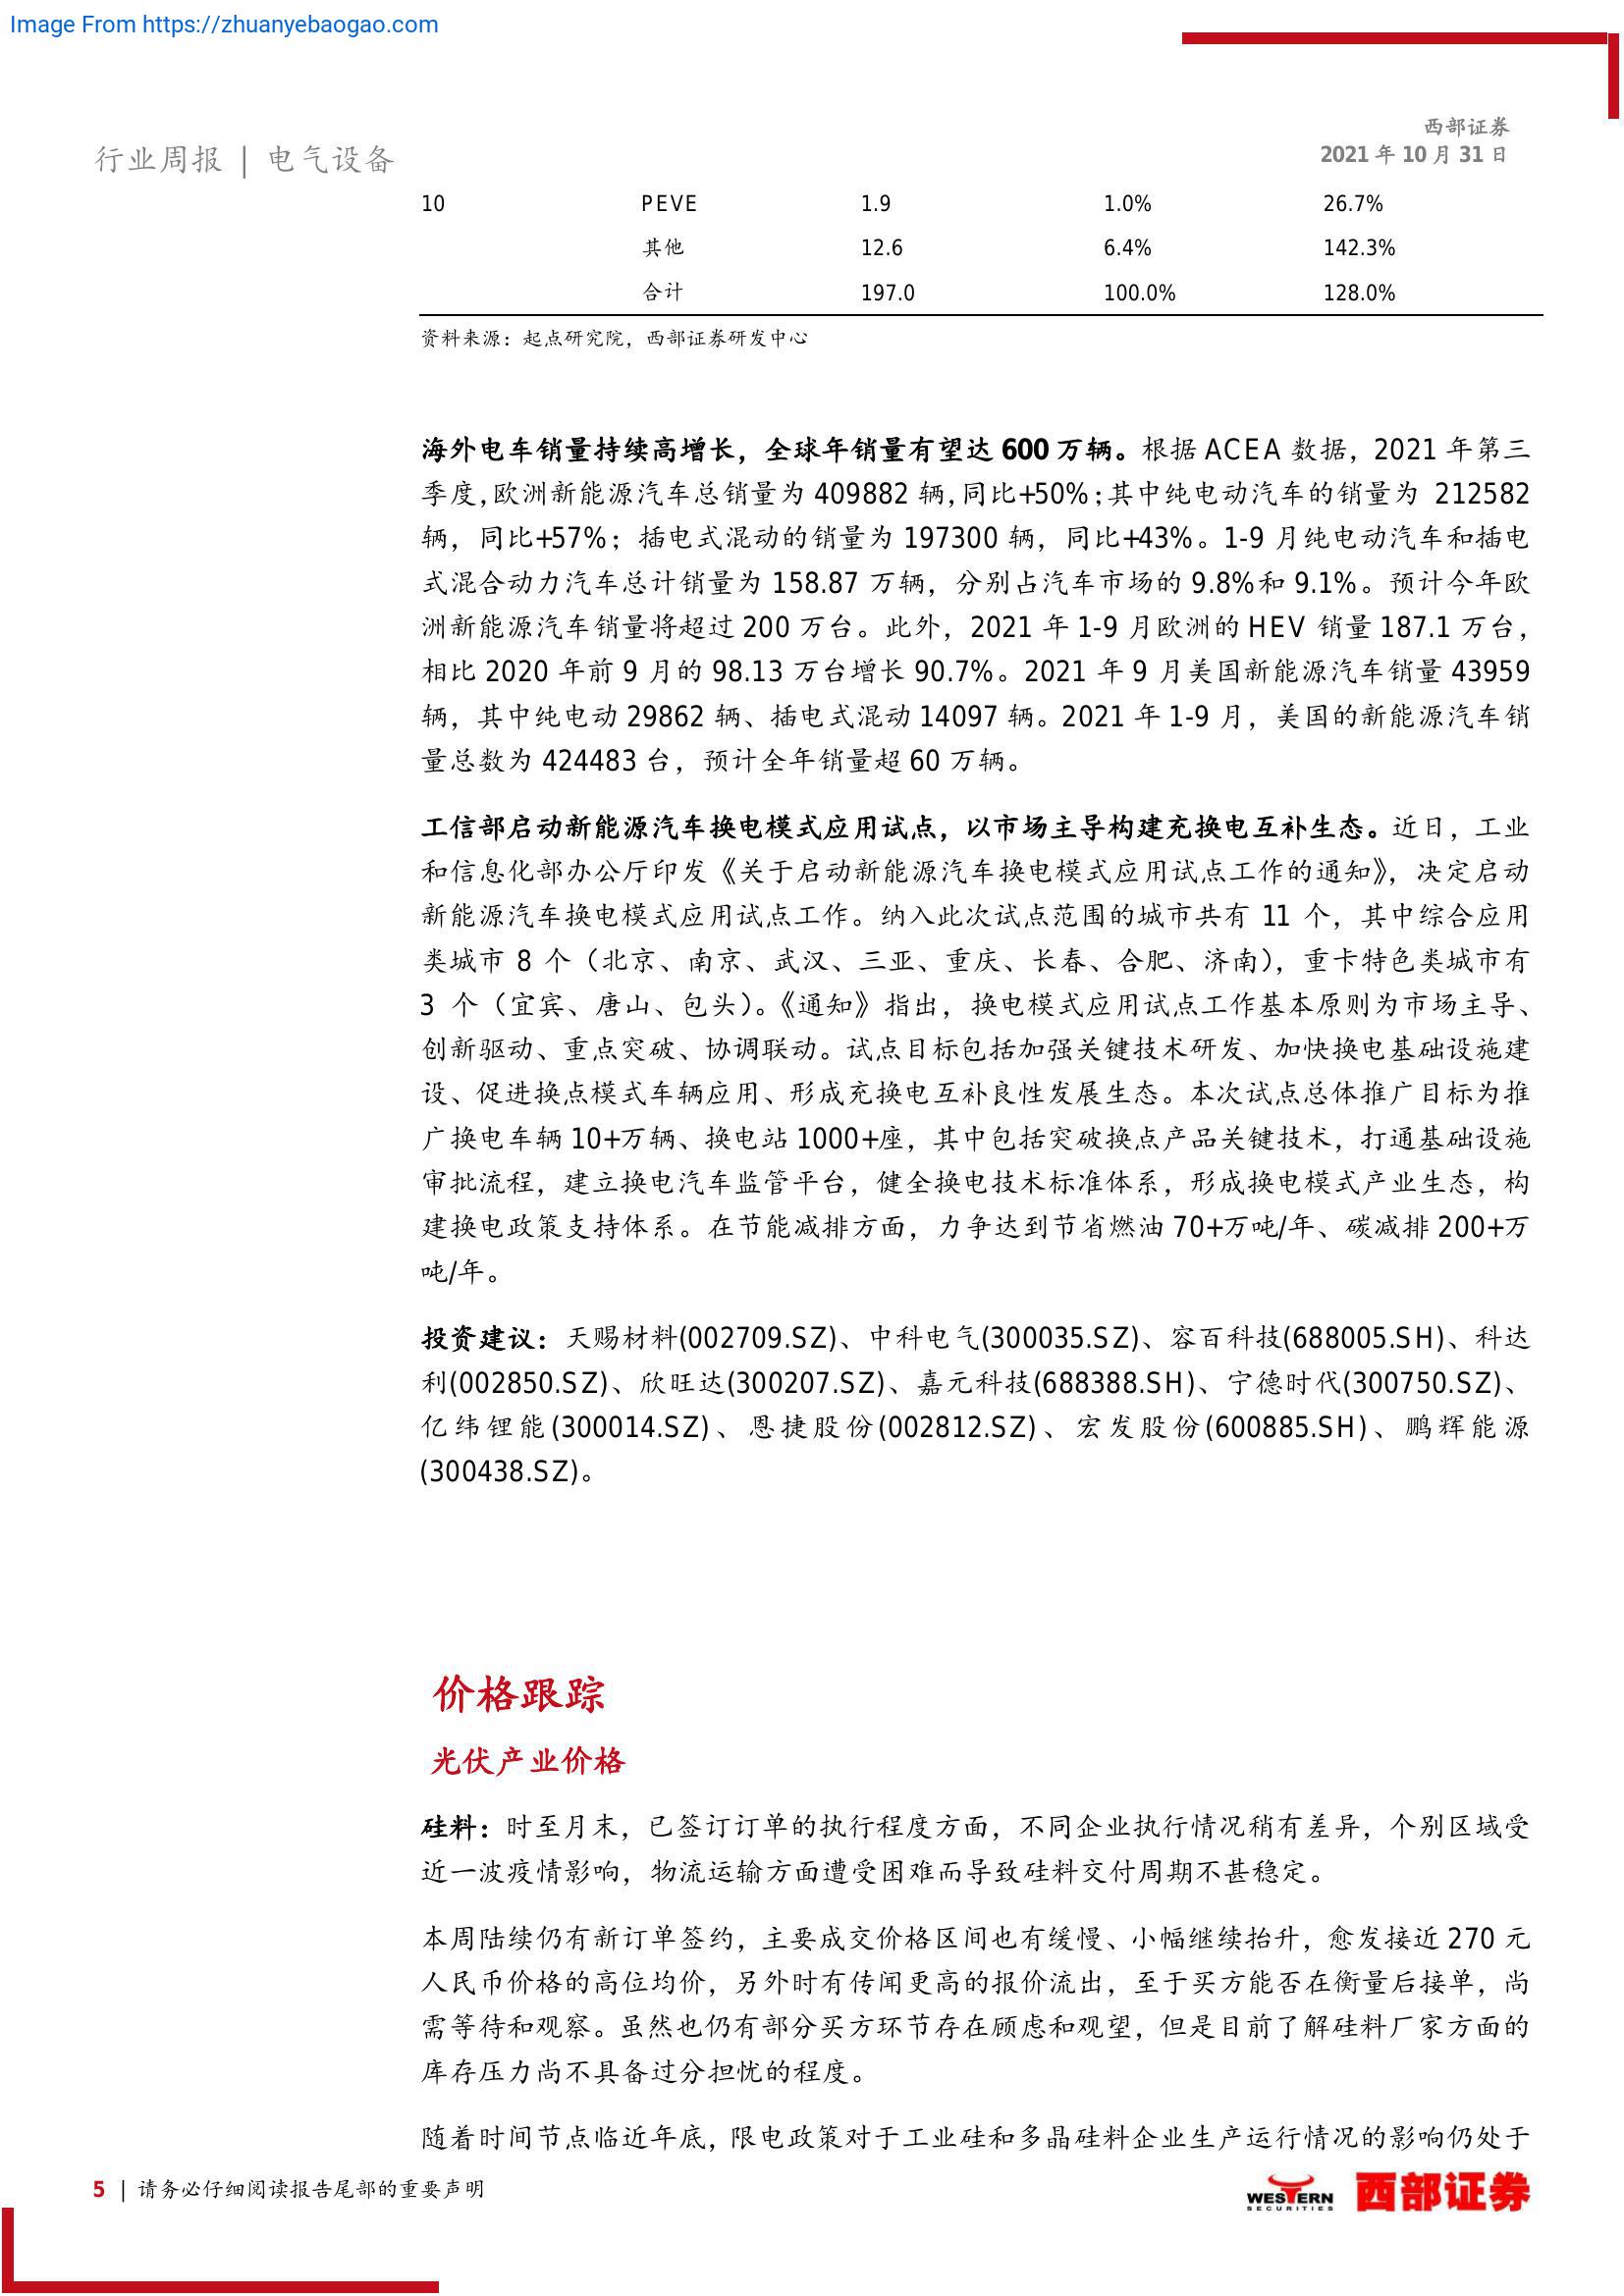 Image From https://zhuanyebaogao.com
西部证券
行业周报 | 电气设备
2021 年 10 月 31 日
10 PEVE 1.9 1.0% 26.7%
其他 12.6 6.4% 142.3%
合计 197.0 100.0% 128.0%
资料来源：起点研究院，西部证券研发中心
海外电车销量持续高增长，全球年销量有望达 600 万辆。根据 ACEA 数据，2021 年第三
季度，欧洲新能源汽车总销量为 409882 辆，同比+50%；其中纯电动汽车的销量为 212582
辆，同比+57%；插电式混动的销量为 197300 辆，同比+43%。1-9 月纯电动汽车和插电
式混合动力汽车总计销量为 158.87 万辆，分别占汽车市场的 9.8%和 9.1%。预计今年欧
洲新能源汽车销量将超过 200 万台。此外，2021 年 1-9 月欧洲的 HEV 销量 187.1 万台，
相比 2020 年前 9 月的 98.13 万台增长 90.7%。2021 年 9 月美国新能源汽车销量 43959
辆，其中纯电动 29862 辆、插电式混动 14097 辆。2021 年 1-9 月，美国的新能源汽车销
量总数为 424483 台，预计全年销量超 60 万辆。
工信部启动新能源汽车换电模式应用试点，以市场主导构建充换电互补生态。近日，工业
和信息化部办公厅印发《关于启动新能源汽车换电模式应用试点工作的通知》，决定启动
新能源汽车换电模式应用试点工作。纳入此次试点范围的城市共有 11 个，其中综合应用
类城市 8 个（北京、南京、武汉、三亚、重庆、长春、合肥、济南），重卡特色类城市有
3 个（宜宾、唐山、包头）。《通知》指出，换电模式应用试点工作基本原则为市场主导、
创新驱动、重点突破、协调联动。试点目标包括加强关键技术研发、加快换电基础设施建
设、促进换点模式车辆应用、形成充换电互补良性发展生态。本次试点总体推广目标为推
广换电车辆 10+万辆、换电站 1000+座，其中包括突破换点产品关键技术，打通基础设施
审批流程，建立换电汽车监管平台，健全换电技术标准体系，形成换电模式产业生态，构
建换电政策支持体系。在节能减排方面，力争达到节省燃油 70+万吨/年、碳减排 200+万
吨/年。
投资建议：天赐材料(002709.SZ)、中科电气(300035.SZ)、容百科技(688005.SH)、科达
利(002850.SZ)、欣旺达(300207.SZ)、嘉元科技(688388.SH)、宁德时代(300750.SZ)、
亿纬锂能(300014.SZ)、恩捷股份(002812.SZ)、宏发股份(600885.SH)、鹏辉能源
(300438.SZ)。
价格跟踪
光伏产业价格
硅料：时至月末，已签订订单的执行程度方面，不同企业执行情况稍有差异，个别区域受
近一波疫情影响，物流运输方面遭受困难而导致硅料交付周期不甚稳定。
本周陆续仍有新订单签约，主要成交价格区间也有缓慢、小幅继续抬升，愈发接近 270 元
人民币价格的高位均价，另外时有传闻更高的报价流出，至于买方能否在衡量后接单，尚
需等待和观察。虽然也仍有部分买方环节存在顾虑和观望，但是目前了解硅料厂家方面的
库存压力尚不具备过分担忧的程度。
随着时间节点临近年底，限电政策对于工业硅和多晶硅料企业生产运行情况的影响仍处于
5 | 请务必仔细阅读报告尾部的重要声明
WESTERN
SECURITIES
西部证券